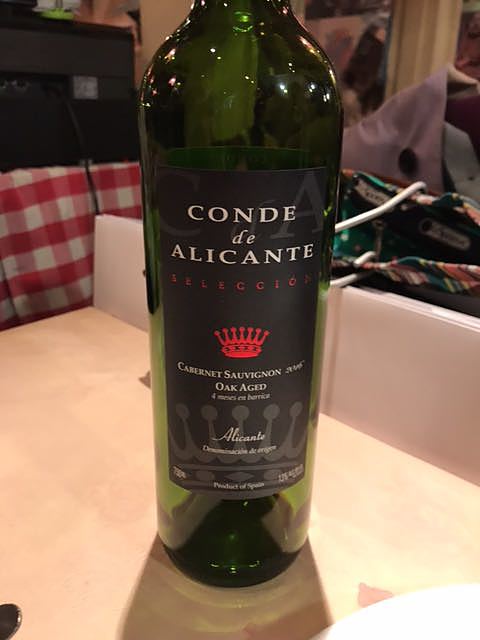 CONDE
de
ALICANTE
SELECCIÓN
CABERNET SAUVIGNON
OAK AGED
4 meses en barrica
Alicante
Denominación de origen
Product of Spain